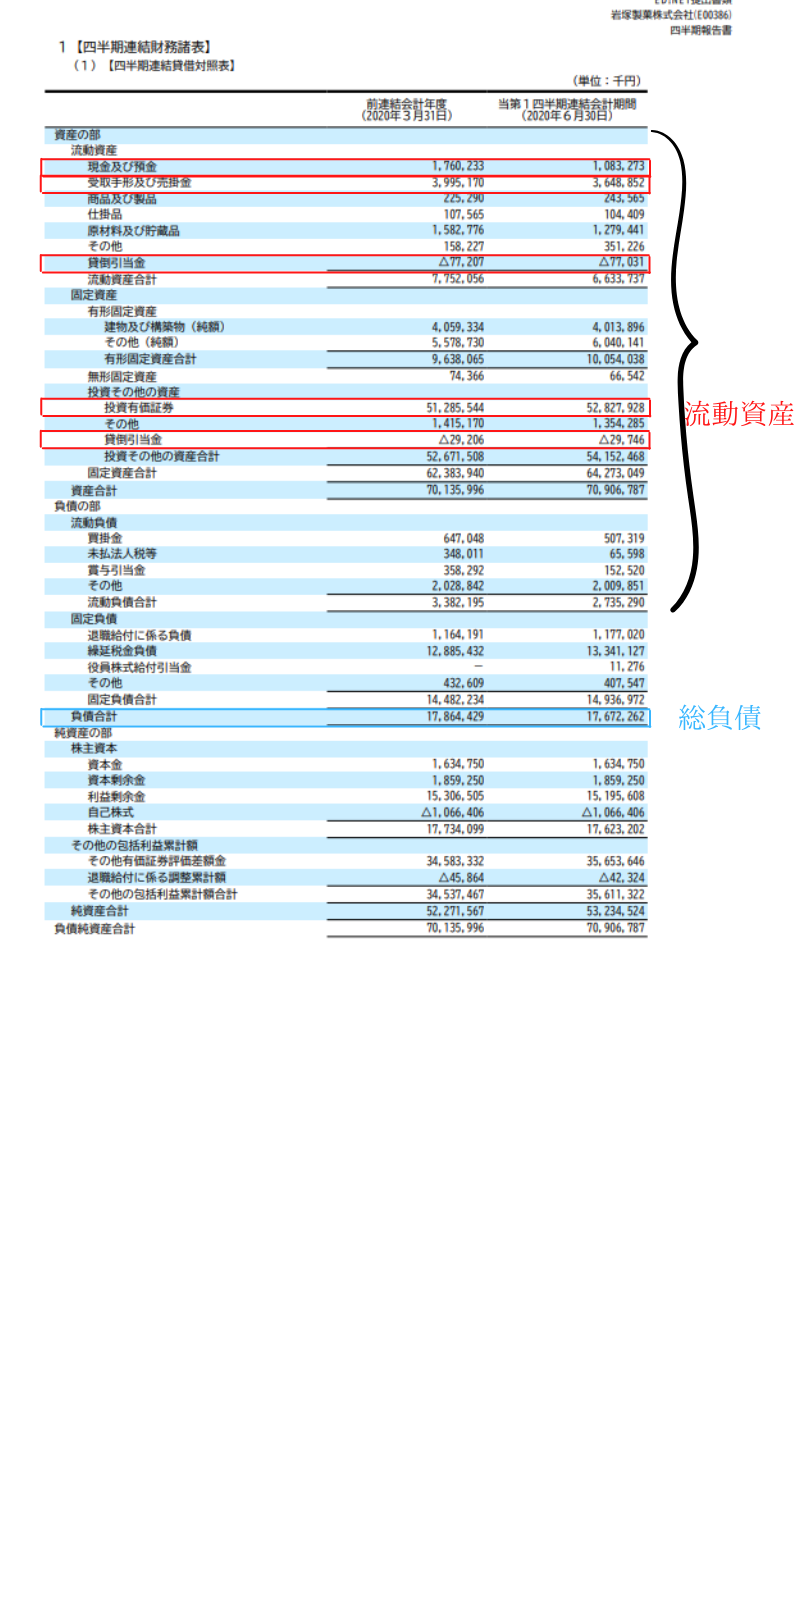 EDINET提出書類
岩塚製菓株式会社(E00386)
四半期報告書
1【四半期連結財務諸表】
(1)【四半期連結貸借対照表】
(単位:千円)
前連結会計年度 当第1四半期連結会計期間
(2020年3月31日) (2020年6月30日)
資産の部
流動資産
現金及び預金 1,760,233 1,083,273
受取手形及び売掛金 3,995,170 3,648,852
商品及び製品 225,290 243,565
仕掛品 107,565 104,409
原材料及び貯蔵品 1,582,776 1,279,441
その他 158,227 351,226
貸倒引当金 △77,207 △77,031
流動資産合計 7,752,056 6,633,737
固定資産
有形固定資産
建物及び構築物(純額) 4,059,334 4,013,896
その他(純額) 5,578,730 6,040,141
有形固定資産合計 9,638,065 10,054,038
無形固定資産 74,366 66,542
投資その他の資産
投資有価証券 51,285,544 52,827,928
流動資産
その他 1,415,170 1,354,285
貸倒引当金 △29,206 △29,746
投資その他の資産合計 52,671,508 54,152,468
固定資産合計 62,383,940 64,273,049
資産合計 70,135,996 70,906,787
負債の部
流動負債
買掛金 647,048 507,319
未払法人税等 348,011 65,598
賞与引当金 358,292 152,520
その他 2,028,842 2,009,851
流動負債合計 3,382,195 2,735,290
固定負債
退職給付に係る負債 1,164,191 1,177,020
繰延税金負債 12,885,432 13,341,127
役員株式給付引当金 － 11,276
その他 432,609 407,547
固定負債合計 14,482,234 14,936,972
負債合計 17,864,429 17,672,262
総負債
純資産の部
株主資本
資本金 1,634,750 1,634,750
資本剰余金 1,859,250 1,859,250
利益剰余金 15,306,505 15,195,608
自己株式 △1,066,406 △1,066,406
株主資本合計 17,734,099 17,623,202
その他の包括利益累計額
その他有価証券評価差額金 34,583,332 35,653,646
退職給付に係る調整累計額 △45,864 △42,324
その他の包括利益累計額合計 34,537,467 35,611,322
純資産合計 52,271,567 53,234,524
負債純資産合計 70,135,996 70,906,787